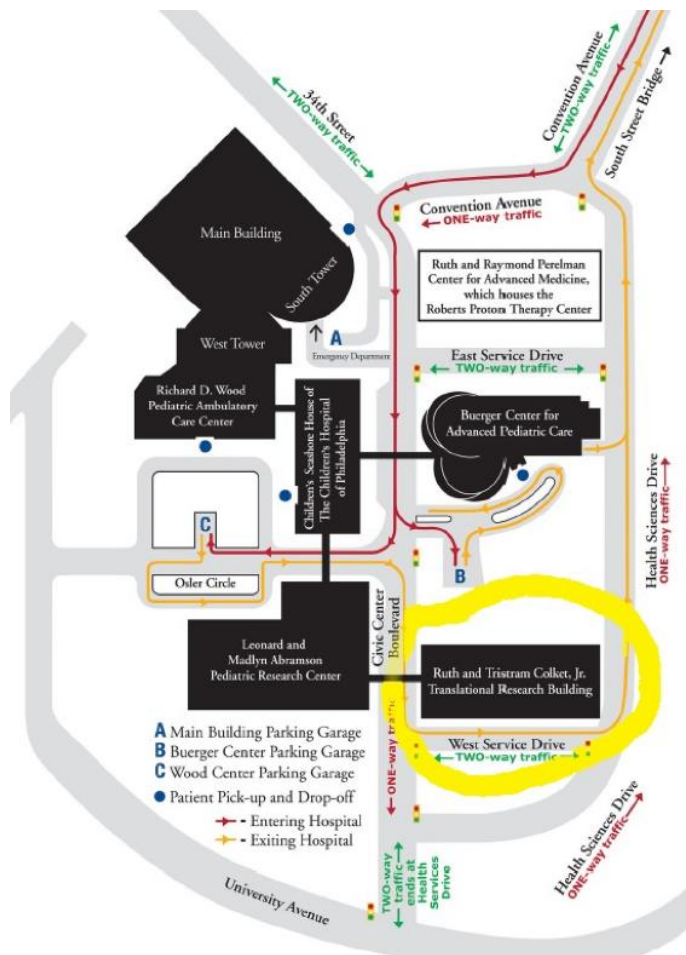 34th Street
TWO-way traffic
Convention Avenue
TWO-way traffic
South Street Bridge
Convention Avenue
ONE-way traffic
Main Building
South Tower
Ruth and Raymond Perelman
Center for Advanced Medicine,
which houses the
Roberts Proton Therapy Center
A
West Tower
Emergency Department
East Service Drive
TWO-way traffic
Richard D. Wood
Pediatric Ambulatory
Care Center
Children's Seashore House of
The Children's Hospital
of Philadelphia
Buerger Center for
Advanced Pediatric Care
Health Sciences Drive
ONE-way traffic
C
B
Osler Circle
Civic Center
Boulevard
Leonard and
Madlyn Abramson
Pediatric Research Center
Ruth and Tristram Colket, Jr.
Translational Research Building
A Main Building Parking Garage
B Buerger Center Parking Garage
C Wood Center Parking Garage
Patient Pick-up and Drop-off
- Entering Hospital
- Exiting Hospital
ONE-way traffic
West Service Drive
TWO-way traffic
Health Sciences Drive
ONE-way traffic
TWO-way
traffic
ends at
Health
Services
Drive
University Avenue